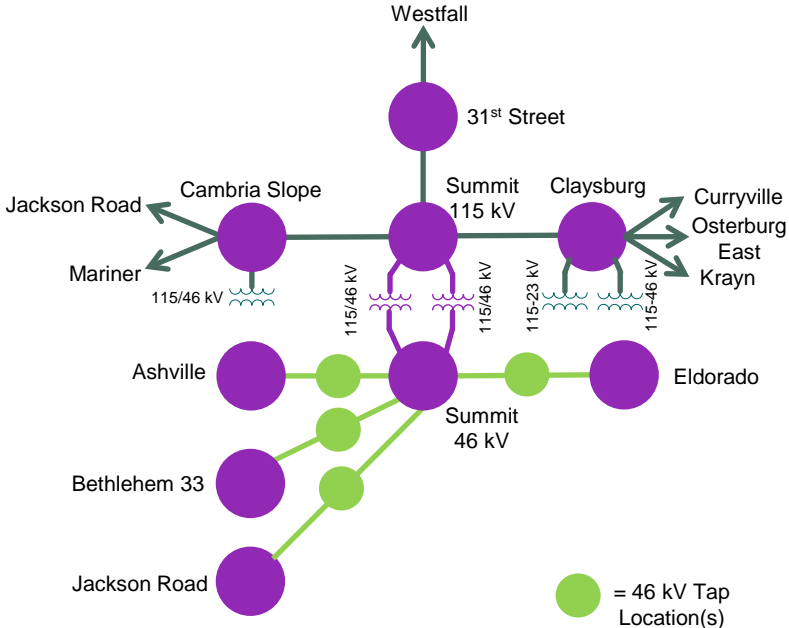 Westfall
31st Street
Cambria Slope
Summit
115 kV
Claysburg
Jackson Road
Mariner
Curryville
Osterburg
East
Krayn
115/46 kV
115/46 kV
115/46 kV
115-23 kV
115-46 kV
Ashville
Summit
46 kV
Eldorado
Bethlehem 33
Jackson Road
= 46 kV Tap
Location(s)